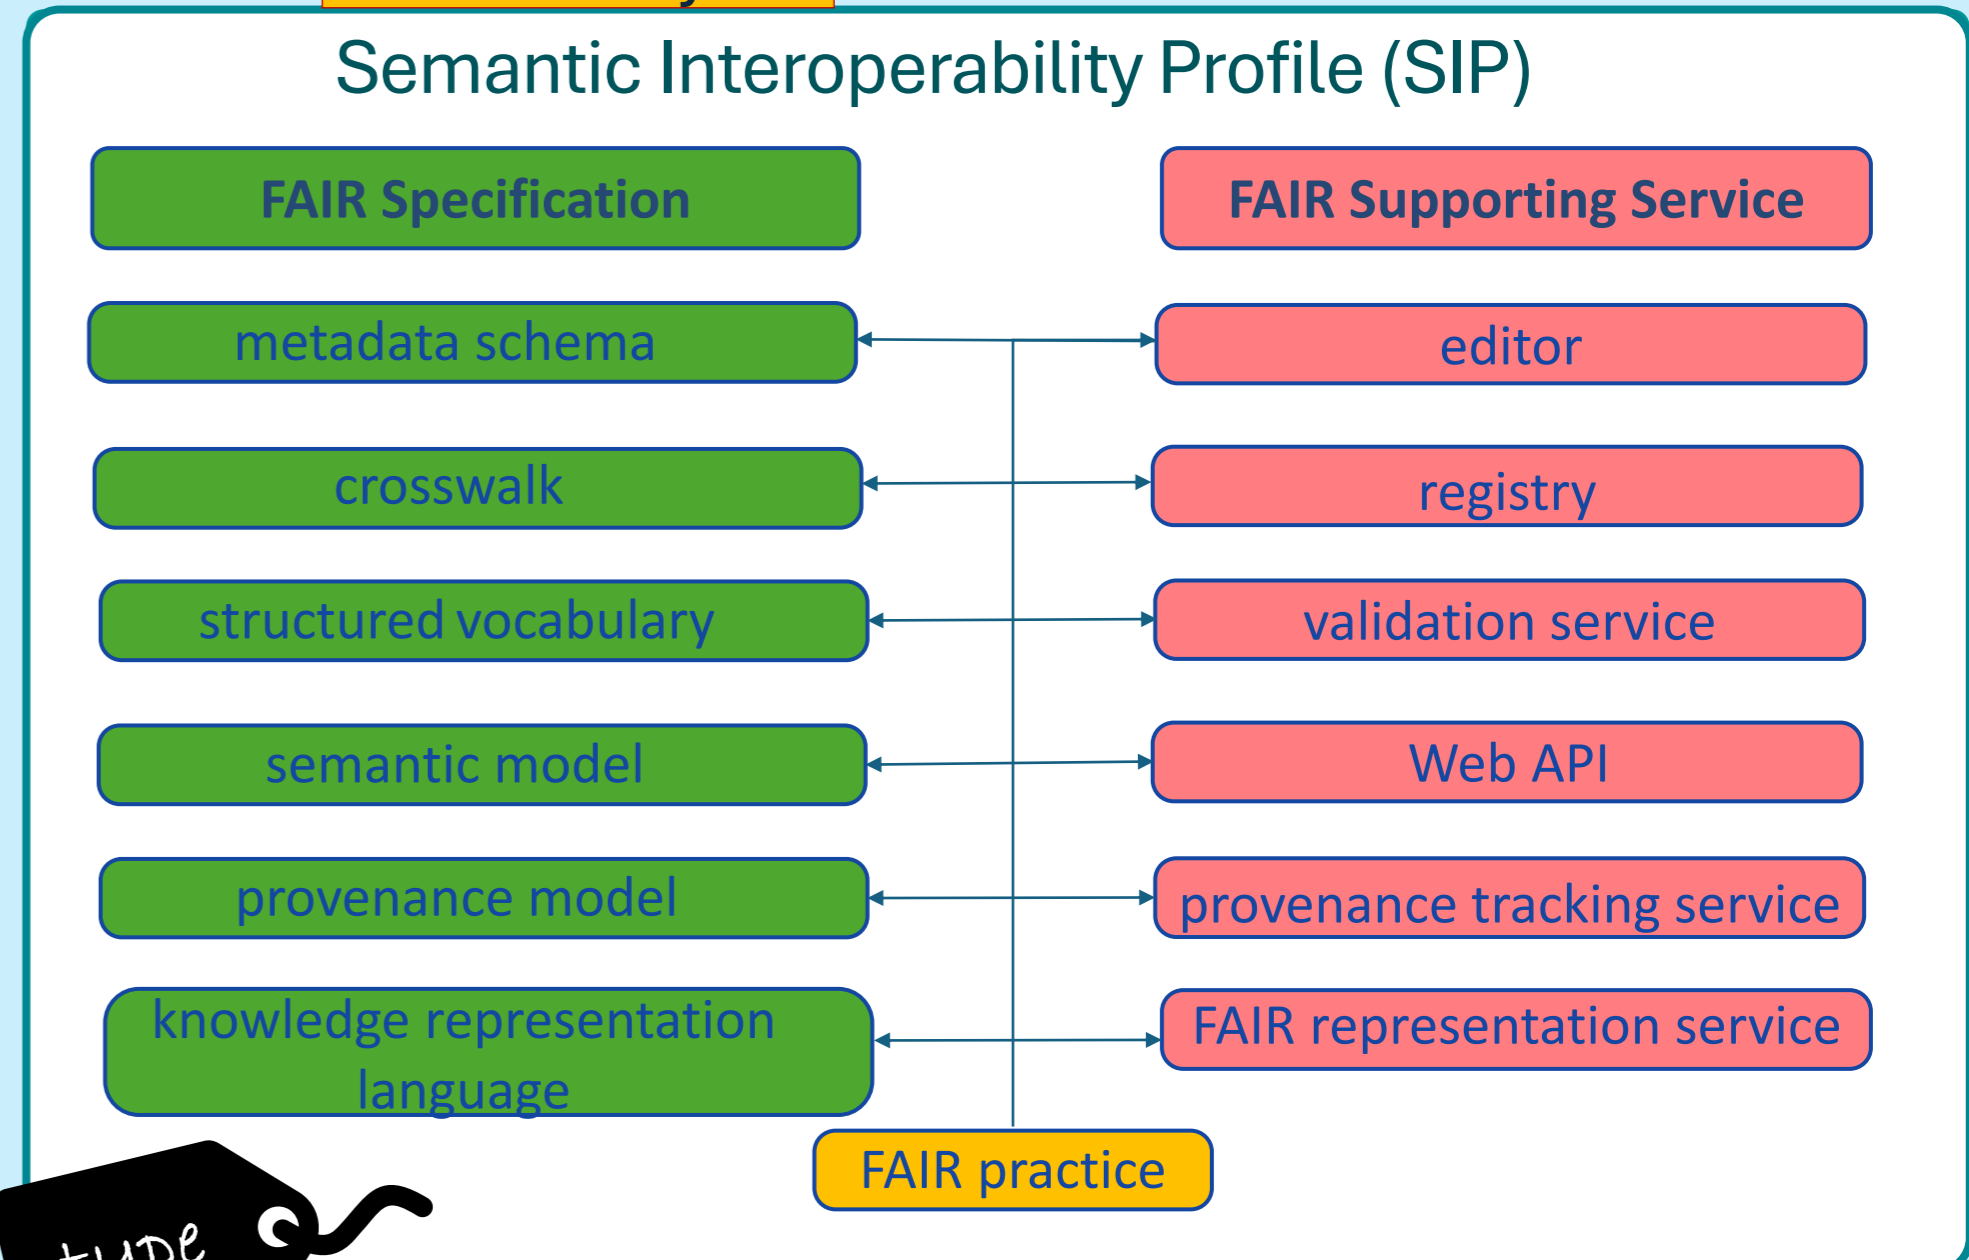 Semantic Interoperability Profile (SIP)
FAIR Specification
FAIR Supporting Service
metadata schema
editor
crosswalk
registry
structured vocabulary
validation service
semantic model
Web API
provenance model
provenance tracking service
knowledge representation
language
FAIR representation service
FAIR practice
type